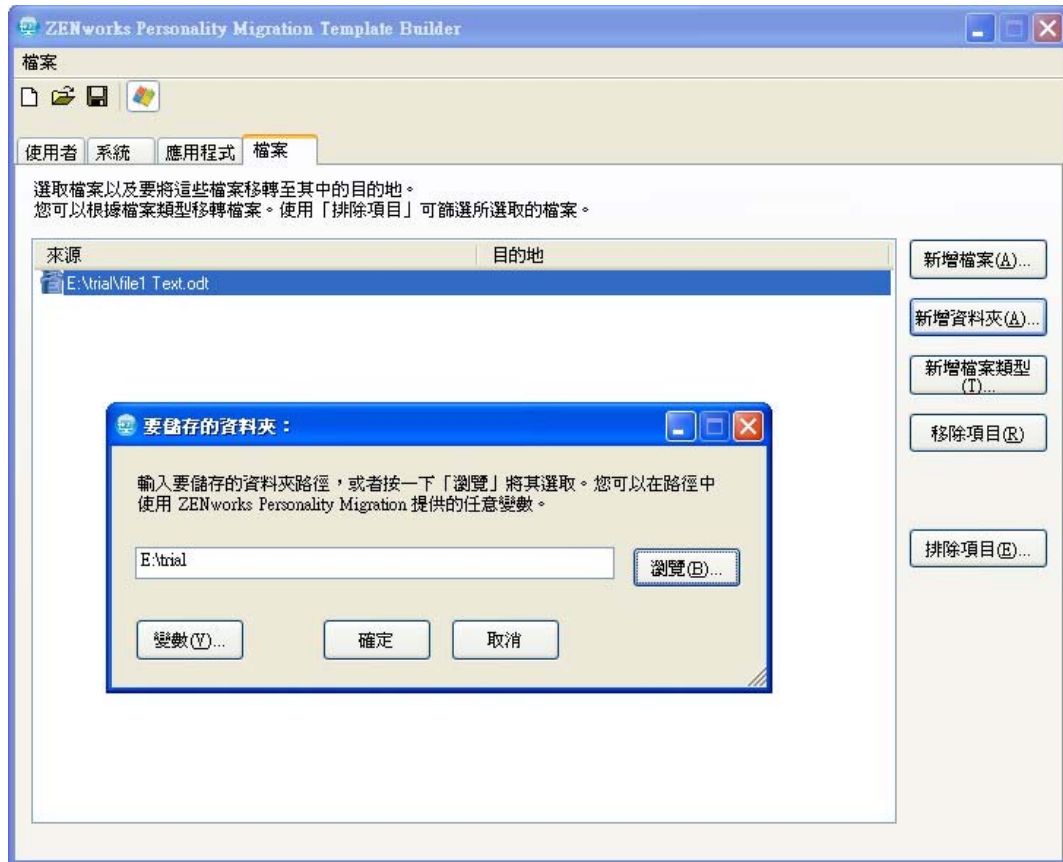 ZENworks Personality Migration Template Builder
檔案
使用者 系統 應用程式 檔案
選取檔案以及要將這些檔案移轉至其中的目的地。
您可以根據檔案類型移轉檔案。使用「排除項目」可篩選所選取的檔案。
來源 目的地
E:\trial\file1 Text.odt
新增檔案(A)...
新增資料夾(A)...
新增檔案類型
(T)...
移除項目(R)
排除項目(E)...
要儲存的資料夾：
輸入要儲存的資料夾路徑，或者按一下「瀏覽」將其選取。您可以在路徑中
使用 ZENworks Personality Migration 提供的任意變數。
E:\trial
瀏覽(B)...
變數(V)... 確定 取消